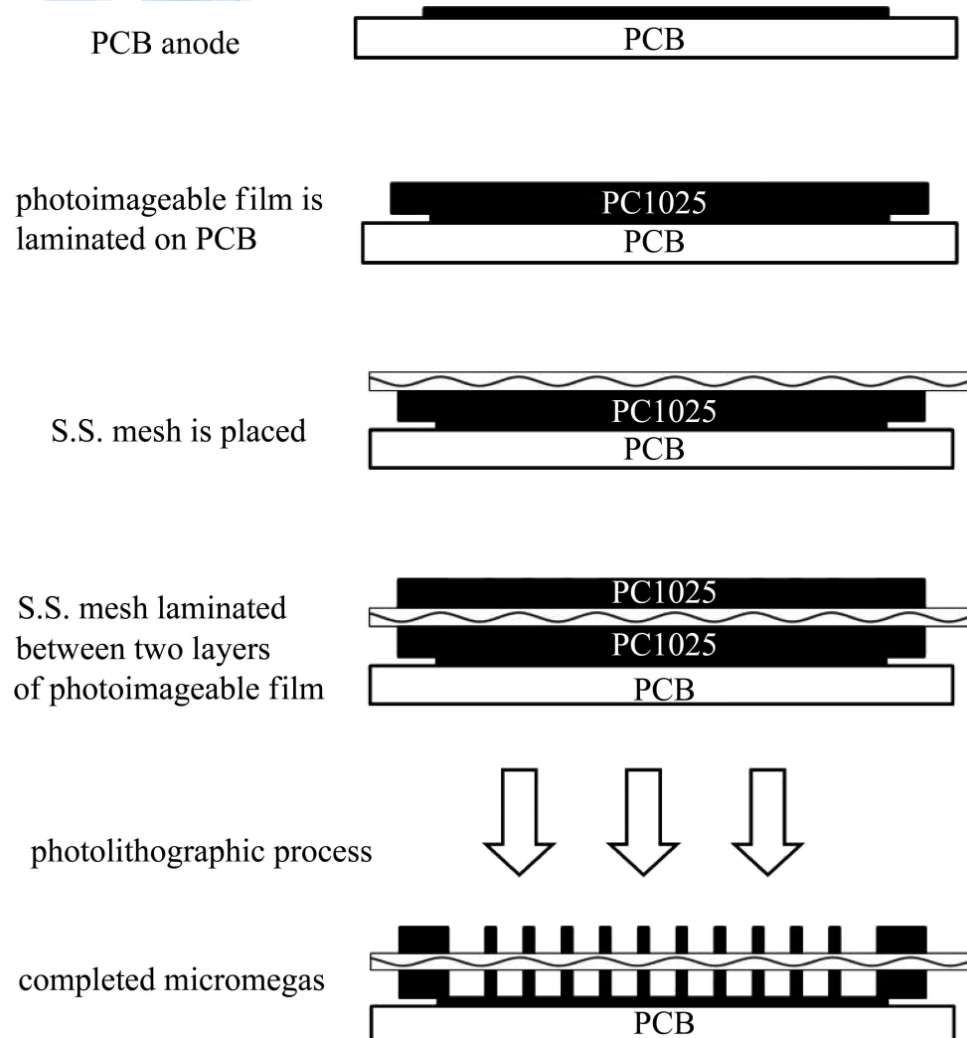 PCB anode
PCB
photoimageable film is
laminated on PCB
PC1025
PCB
S.S. mesh is placed
PC1025
PCB
S.S. mesh laminated
between two layers
of photoimageable film
PC1025
PC1025
PCB
photolithographic process
completed micromegas
PCB